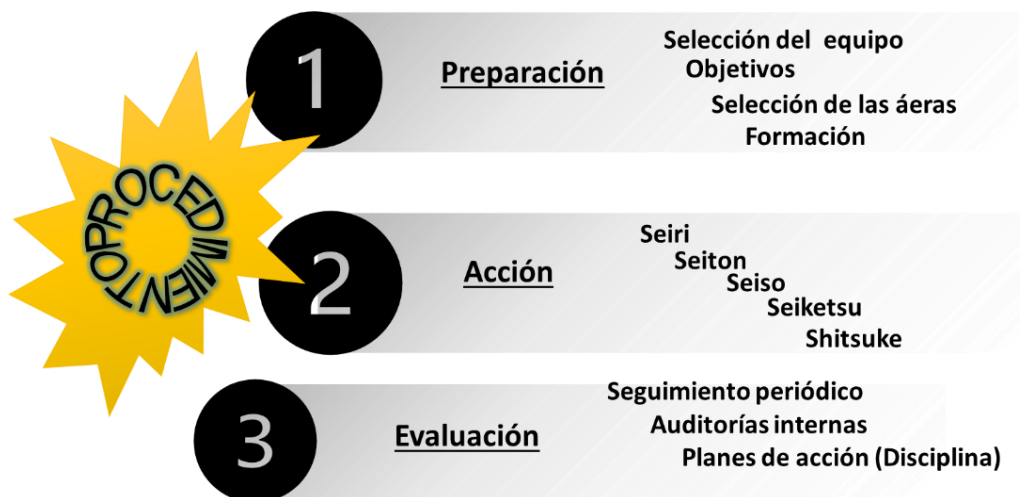 PROCEDIMIENTO
1
Preparación
Selección del equipo
Objetivos
Selección de las áeras
Formación
2
Acción
Seiri
Seiton
Seiso
Seiketsu
Shitsuke
3
Evaluación
Seguimiento periódico
Auditorías internas
Planes de acción (Disciplina)